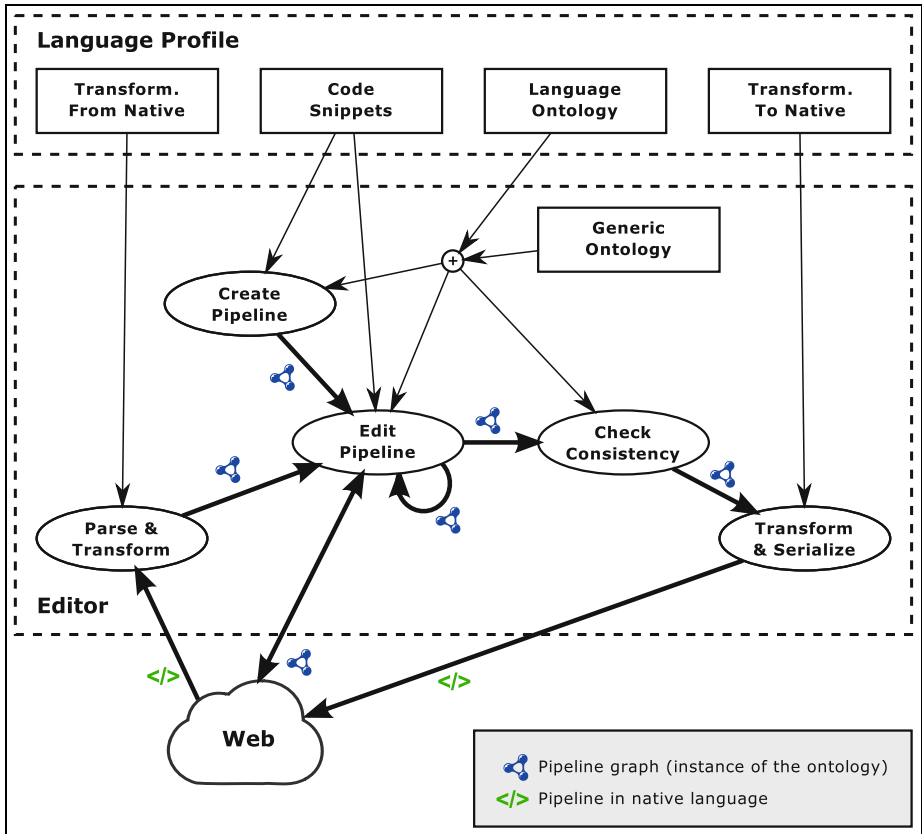 Language Profile
Transform.
From Native
Code
Snippets
Language
Ontology
Transform.
To Native
Generic
Ontology
+
Create
Pipeline
Edit
Pipeline
Check
Consistency
Parse &
Transform
Transform
& Serialize
Editor
</>
</>
Web
Pipeline graph (instance of the ontology)
</> Pipeline in native language